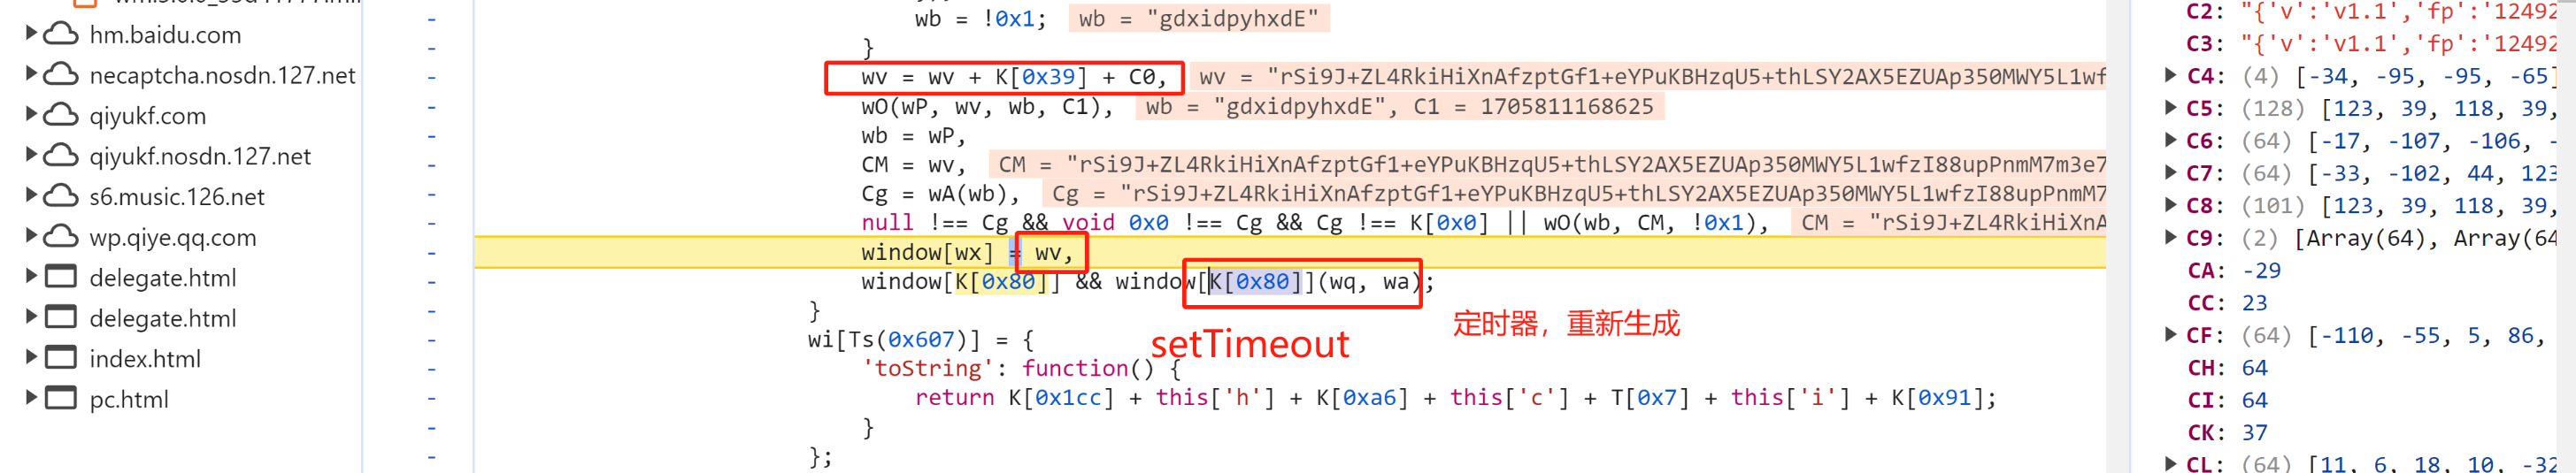 hm.baidu.com
necaptcha.nosdn.127.net
qiyukf.com
qiyukf.nosdn.127.net
s6.music.126.net
wp.qiye.qq.com
delegate.html
delegate.html
index.html
pc.html
wb = !0x1; wb = "gdxidpyhxdE"
}
wv = wv + K[0x39] + C0, wv = "rSi9J+ZL4RkiHiXnAfzptGf1+eYPuKBHzqU5+thLSY2AX5EZUAp350MWY5L1wf
wO(wP, wv, wb, C1), wb = "gdxidpyhxdE", C1 = 1705811168625
wb = wP,
CM = wv, CM = "rSi9J+ZL4RkiHiXnAfzptGf1+eYPuKBHzqU5+thLSY2AX5EZUAp350MWY5L1wfzI88upPnmM7m3e7
Cg = wA(wb), Cg = "rSi9J+ZL4RkiHiXnAfzptGf1+eYPuKBHzqU5+thLSY2AX5EZUAp350MWY5L1wfzI88upPnmM7
null !== Cg && void 0x0 !== Cg && Cg !== K[0x0] || wO(wb, CM, !0x1), CM = "rSi9J+ZL4RkiHiXnA
window[wx] = wv,
window[K[0x80]] && window[K[0x80]](wq, wa);
}
定时器，重新生成
wi[Ts(0x607)] = {
setTimeout
'toString': function() {
return K[0x1cc] + this['h'] + K[0xa6] + this['c'] + T[0x7] + this['i'] + K[0x91];
}
};
C2: "{'v':'v1.1','fp':'12492
C3: "{'v':'v1.1','fp':'12492
C4: (4) [-34, -95, -95, -65]
C5: (128) [123, 39, 118, 39,
C6: (64) [-17, -107, -106, -
C7: (64) [-33, -102, 44, 123
C8: (101) [123, 39, 118, 39,
C9: (2) [Array(64), Array(64
CA: -29
CC: 23
CF: (64) [-110, -55, 5, 86,
CH: 64
CI: 64
CK: 37
CL: (64) [11, 6, 18, 10, -32